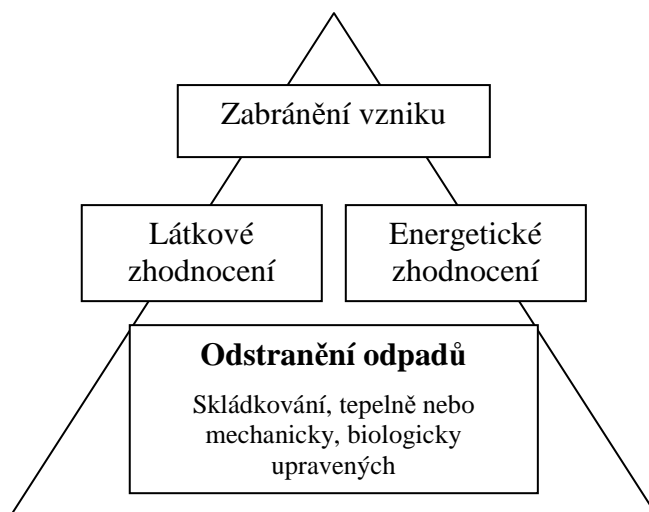 Zabránění vzniku
Látkové
zhodnocení
Energetické
zhodnocení
Odstranění odpadů
Skládkování, tepelně nebo
mechanicky, biologicky
upravených